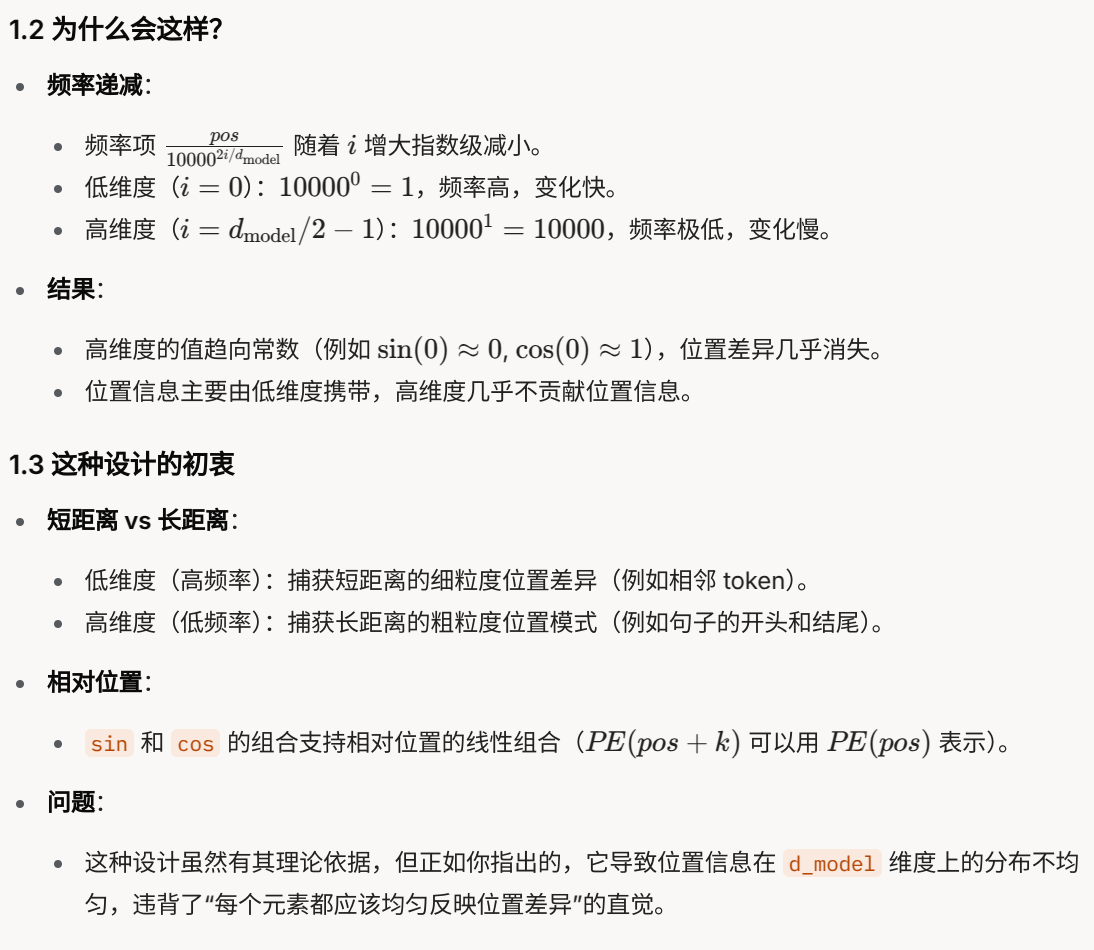 1.2 为什么会这样？
频率递减：
频率项 $\frac{pos}{10000^{2i/d_{\text{model}}}}$ 随着 $i$ 增大指数级减小。
低维度（$i = 0$）：$10000^0 = 1$，频率高，变化快。
高维度（$i = d_{\text{model}}/2 - 1$）：$10000^1 = 10000$，频率极低，变化慢。
结果：
高维度的值趋向常数（例如 $\sin(0) \approx 0, \cos(0) \approx 1$），位置差异几乎消失。
位置信息主要由低维度携带，高维度几乎不贡献位置信息。
1.3 这种设计的初衷
短距离 vs 长距离：
低维度（高频率）：捕获短距离的细粒度位置差异（例如相邻 token）。
高维度（低频率）：捕获长距离的粗粒度位置模式（例如句子的开头和结尾）。
相对位置：
sin 和 cos 的组合支持相对位置的线性组合（$PE(pos + k)$ 可以用 $PE(pos)$ 表示）。
问题：
这种设计虽然有其理论依据，但正如你指出的，它导致位置信息在 d_model 维度上的分布不均
匀，违背了“每个元素都应该均匀反映位置差异”的直觉。